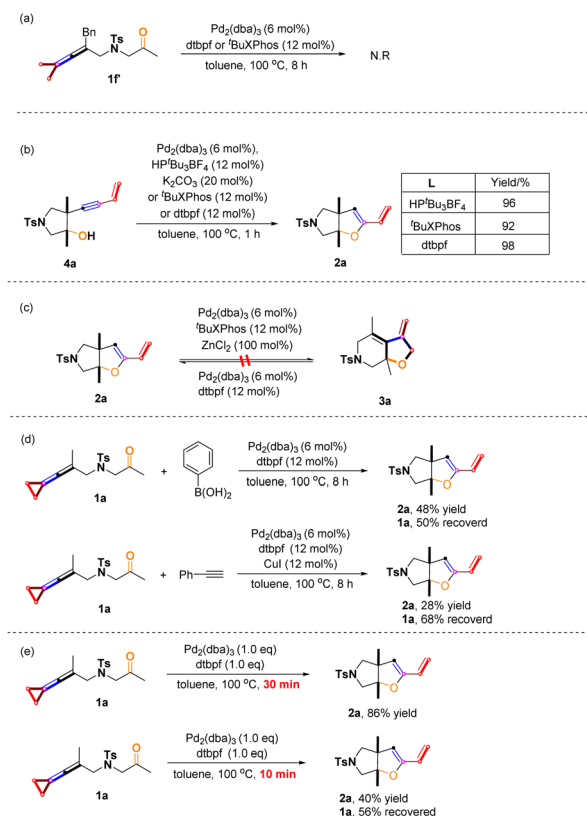 (a)
Bn
Ts
N
O
1f'
Pd2(dba)3 (6 mol%)
dtbpf or tBuXPhos (12 mol%)
toluene, 100 oC, 8 h
N.R
(b)
TsN
OH
4a
Pd2(dba)3 (6 mol%),
HPtBu3BF4 (12 mol%)
K2CO3 (20 mol%)
or tBuXPhos (12 mol%)
or dtbpf (12 mol%)
toluene, 100 oC, 1 h
TsN
O
2a
L Yield/%
HPtBu3BF4 96
tBuXPhos 92
dtbpf 98
(c)
TsN
O
2a
Pd2(dba)3 (6 mol%)
tBuXPhos (12 mol%)
ZnCl2 (100 mol%)
Pd2(dba)3 (6 mol%)
dtbpf (12 mol%)
TsN
O
3a
(d)
Ts
N
O
1a
+
B(OH)2
Pd2(dba)3 (6 mol%)
dtbpf (12 mol%)
toluene, 100 oC, 8 h
TsN
O
2a, 48% yield
1a, 50% recoverd
Ts
N
O
1a
+
Ph
Pd2(dba)3 (6 mol%)
dtbpf (12 mol%)
CuI (12 mol%)
toluene, 100 oC, 8 h
TsN
O
2a, 28% yield
1a, 68% recoverd
(e)
Ts
N
O
1a
Pd2(dba)3 (1.0 eq)
dtbpf (1.0 eq)
toluene, 100 oC, 30 min
TsN
O
2a, 86% yield
Ts
N
O
1a
Pd2(dba)3 (1.0 eq)
dtbpf (1.0 eq)
toluene, 100 oC, 10 min
TsN
O
2a, 40% yield
1a, 56% recovered